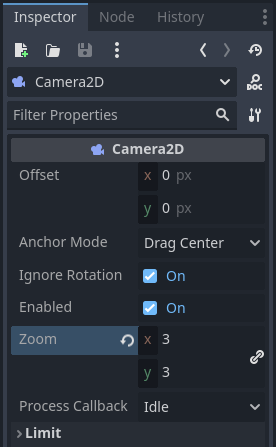 Inspector Node History
Camera2D
DOC
Filter Properties
Camera2D
Offset x 0 px
y 0 px
Anchor Mode Drag Center
Ignore Rotation On
Enabled On
Zoom x 3
y 3
Process Callback Idle
Limit